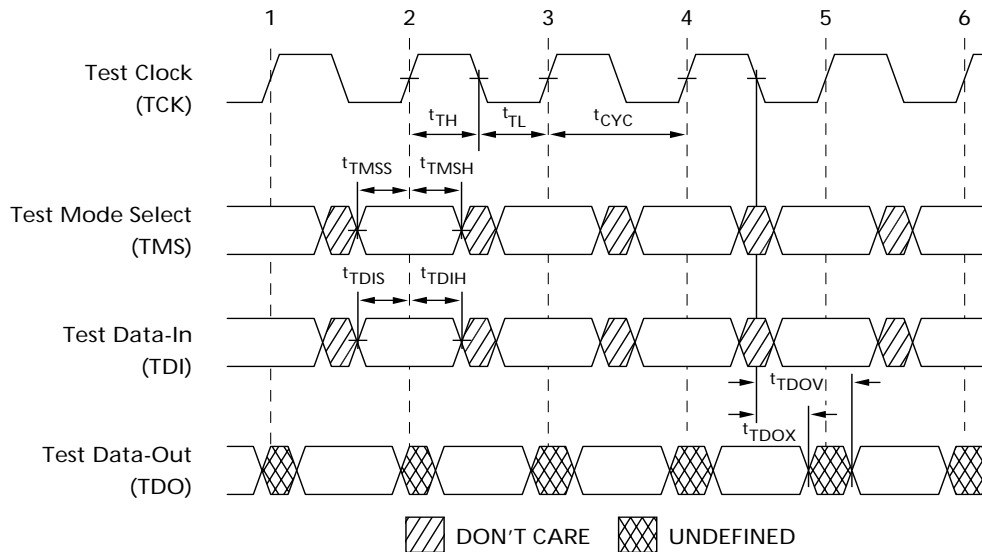 1 2 3 4 5 6
Test Clock
(TCK)
tTH tTL tCYC
tTMSS tTMSH
Test Mode Select
(TMS)
tTDIS tTDIH
Test Data-In
(TDI)
tTDOV
tTDOX
Test Data-Out
(TDO)
DON'T CARE UNDEFINED